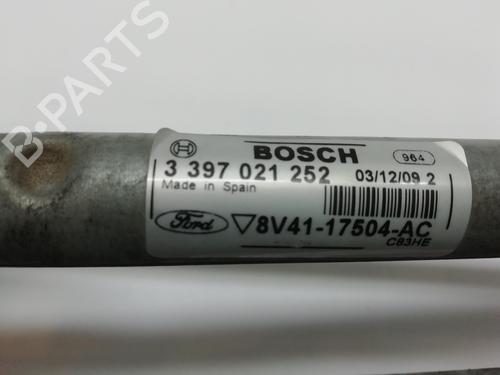 B-PARTS
BOSCH
964
3 397 021 252
03/12/09 2
Made in Spain
Ford
8V41-17504-AC
C83HE